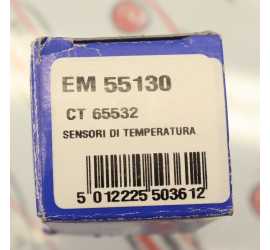 EM 55130
CT 65532
SENSORI DI TEMPERATURA
5 012225 503612